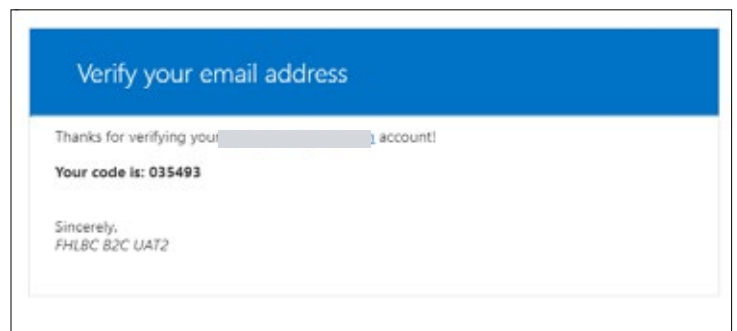 Verify your email address
Thanks for verifying your account!
Your code is: 035493
Sincerely,
FHLBC B2C UAT2